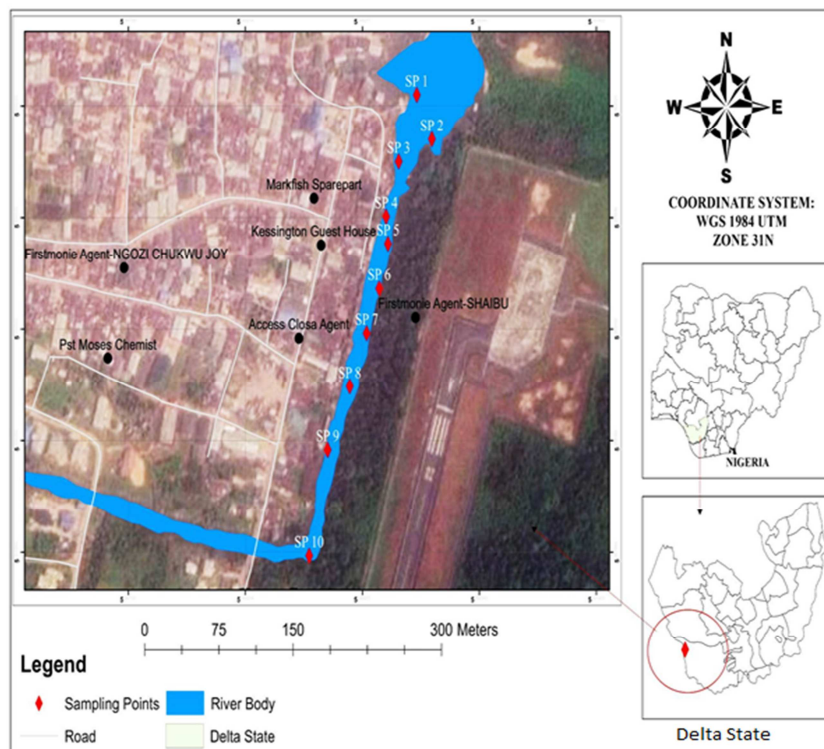 SP 1
SP 2
SP 3
Markfish Sparepart
SP 4
Kessington Guest House
SP 5
Firstmonie Agent-NGOZI CHUKWU JOY
SP 6
Firstmonie Agent-SHAIBU
Access Closa Agent
SP 7
Pst Moses Chemist
SP 8
SP 9
SP 10
N
W
E
S
COORDINATE SYSTEM:
WGS 1984 UTM
ZONE 31N
NIGERIA
0 75 150 300 Meters
Legend
Sampling Points
River Body
Road
Delta State
Delta State